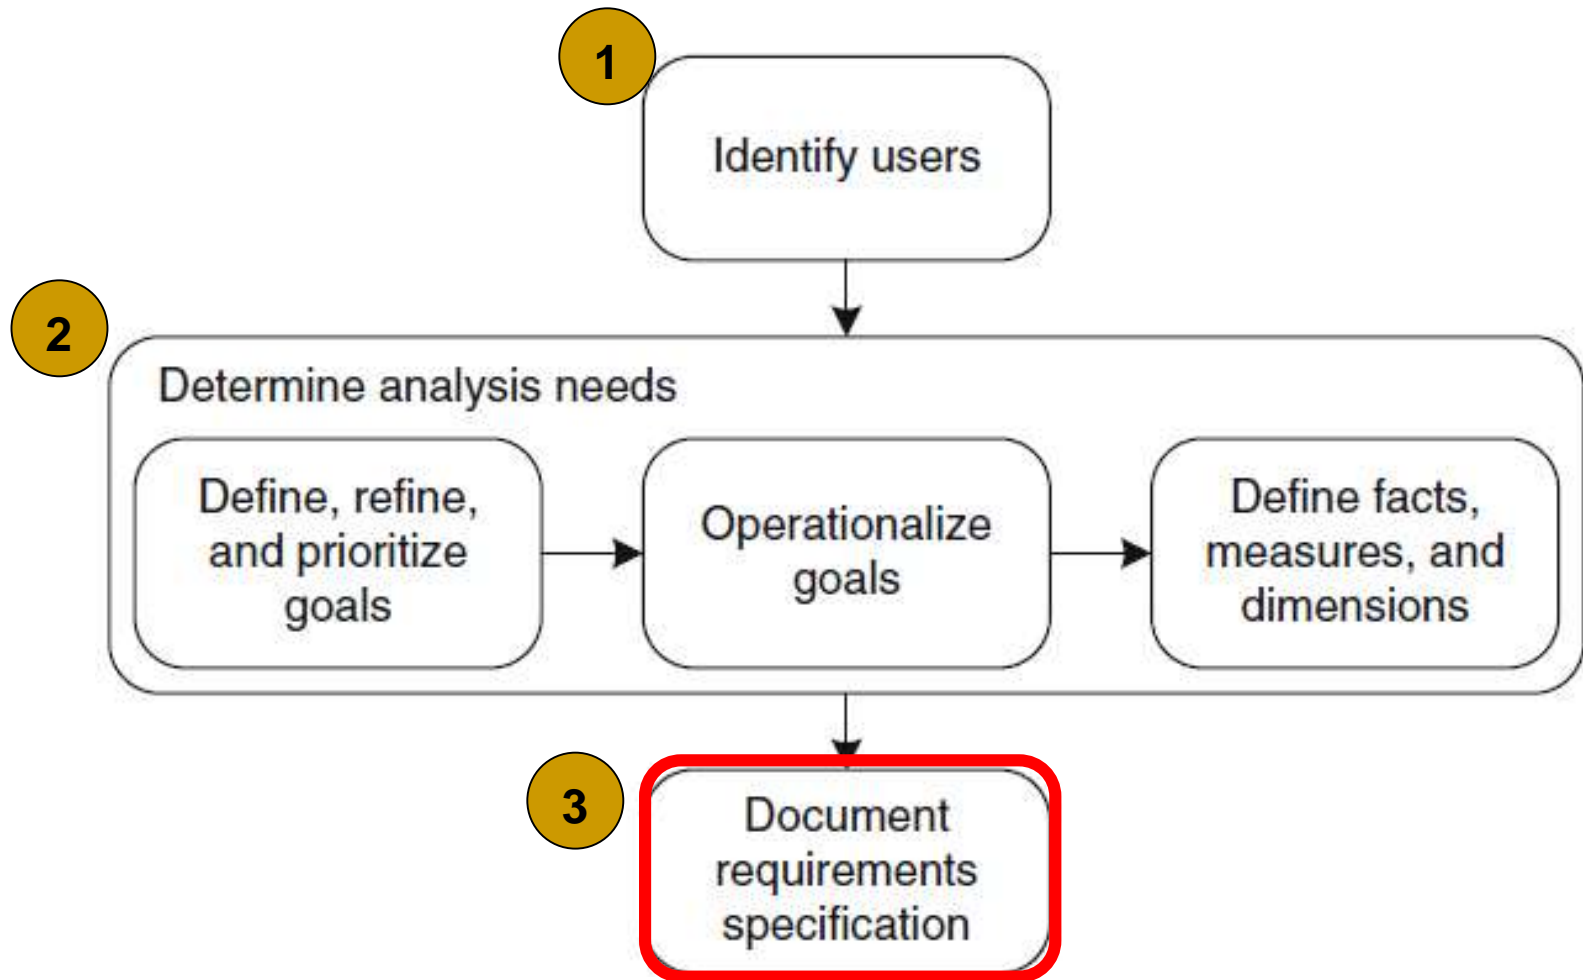 1
Identify users
2
Determine analysis needs
Define, refine,
and prioritize
goals
Operationalize
goals
Define facts,
measures, and
dimensions
3
Document
requirements
specification